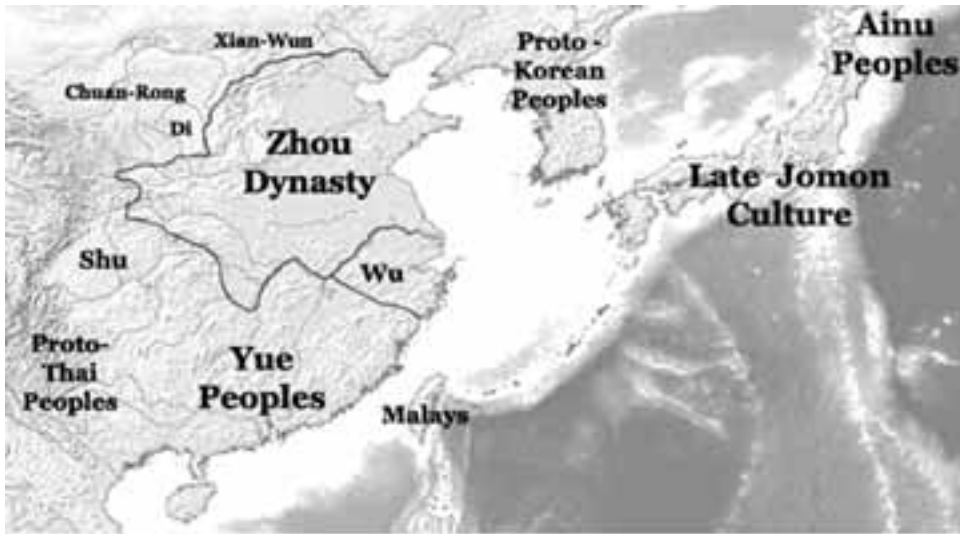 Xian-Wun
Chuan-Rong
Di
Zhou
Dynasty
Proto -
Korean
Peoples
Ainu
Peoples
Late Jomon
Culture
Shu
Wu
Proto-
Thai
Peoples
Yue
Peoples
Malays